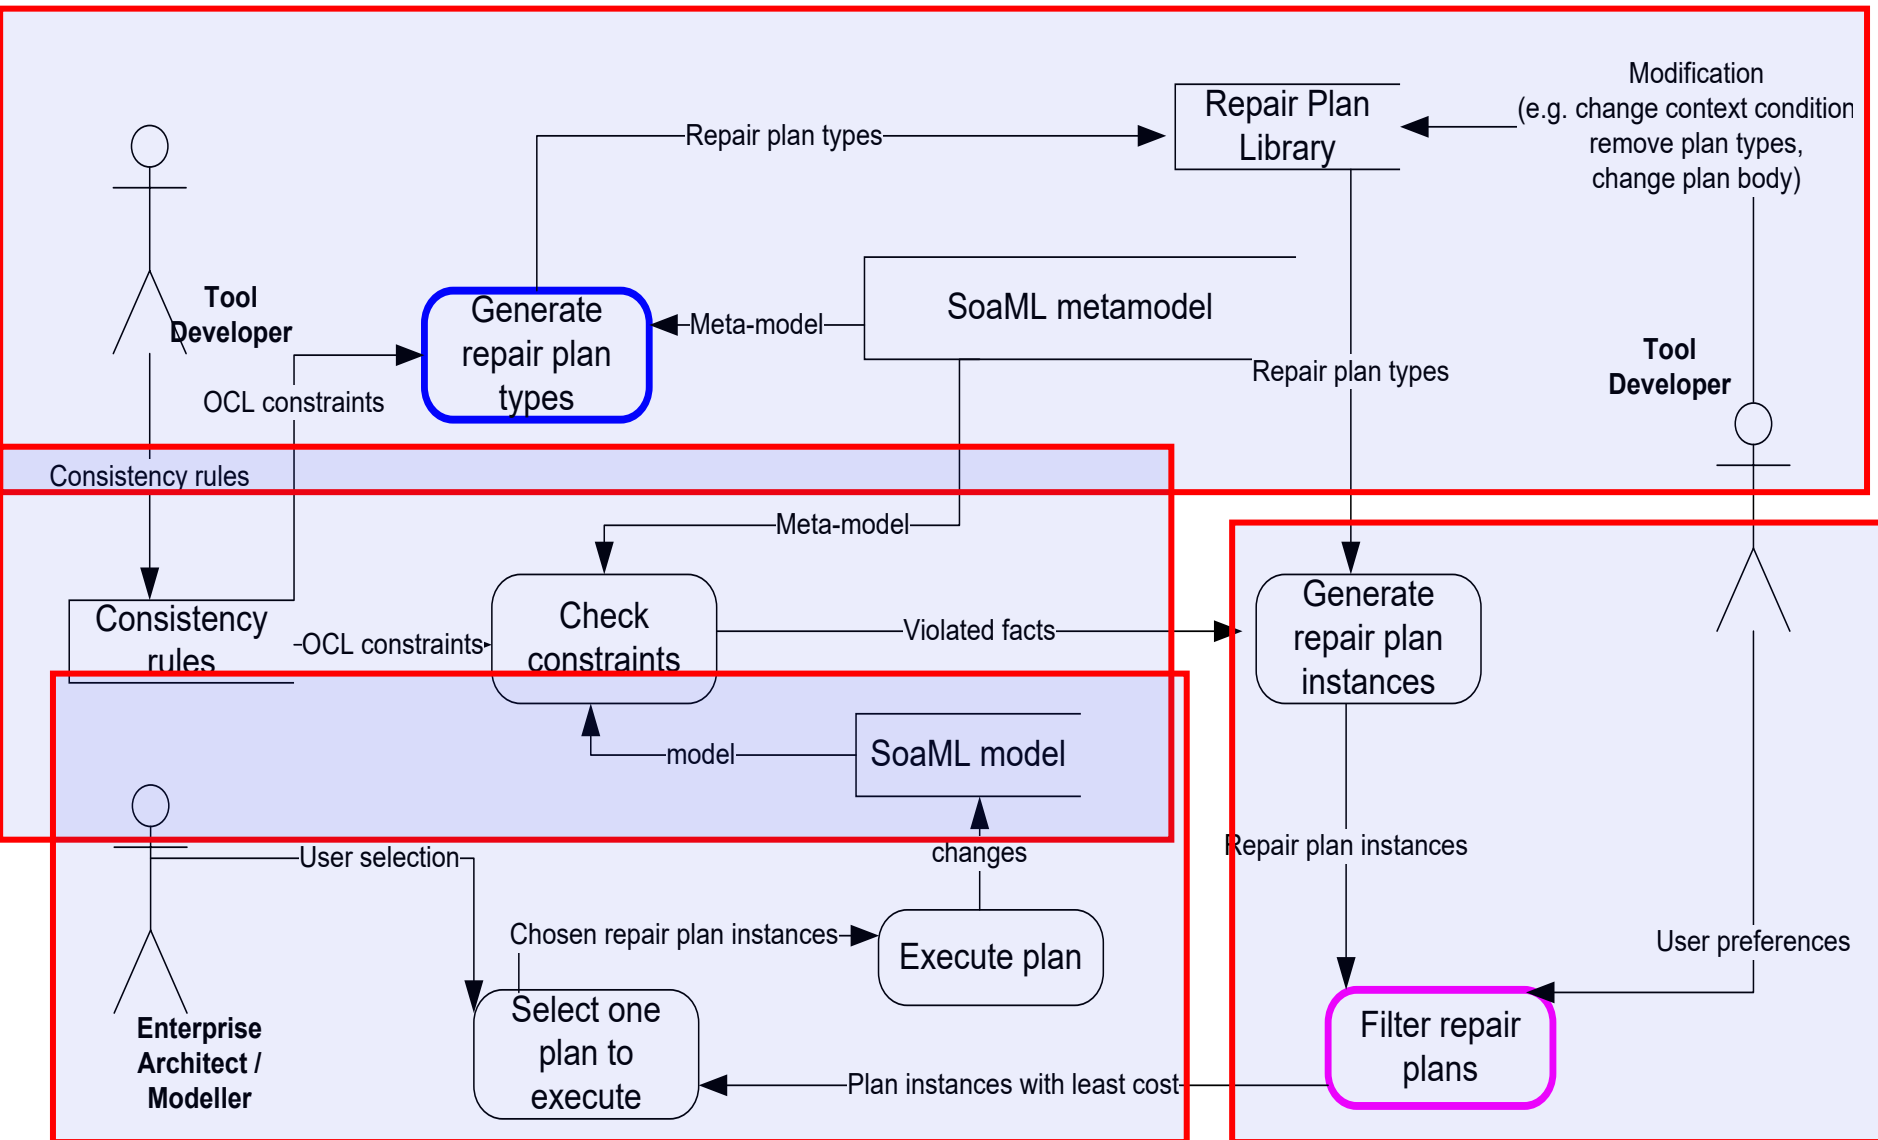 Modification
(e.g. change context condition
remove plan types,
change plan body)
Repair Plan
Library
Repair plan types
Tool
Developer
Generate
repair plan
types
Meta-model
SoaML metamodel
Repair plan types
Tool
Developer
OCL constraints
Consistency rules
Meta-model
Consistency
rules
OCL constraints
Check
constraints
Violated facts
Generate
repair plan
instances
model
SoaML model
User selection
changes
Repair plan instances
Chosen repair plan instances
Execute plan
User preferences
Enterprise
Architect /
Modeller
Select one
plan to
execute
Plan instances with least cost
Filter repair
plans